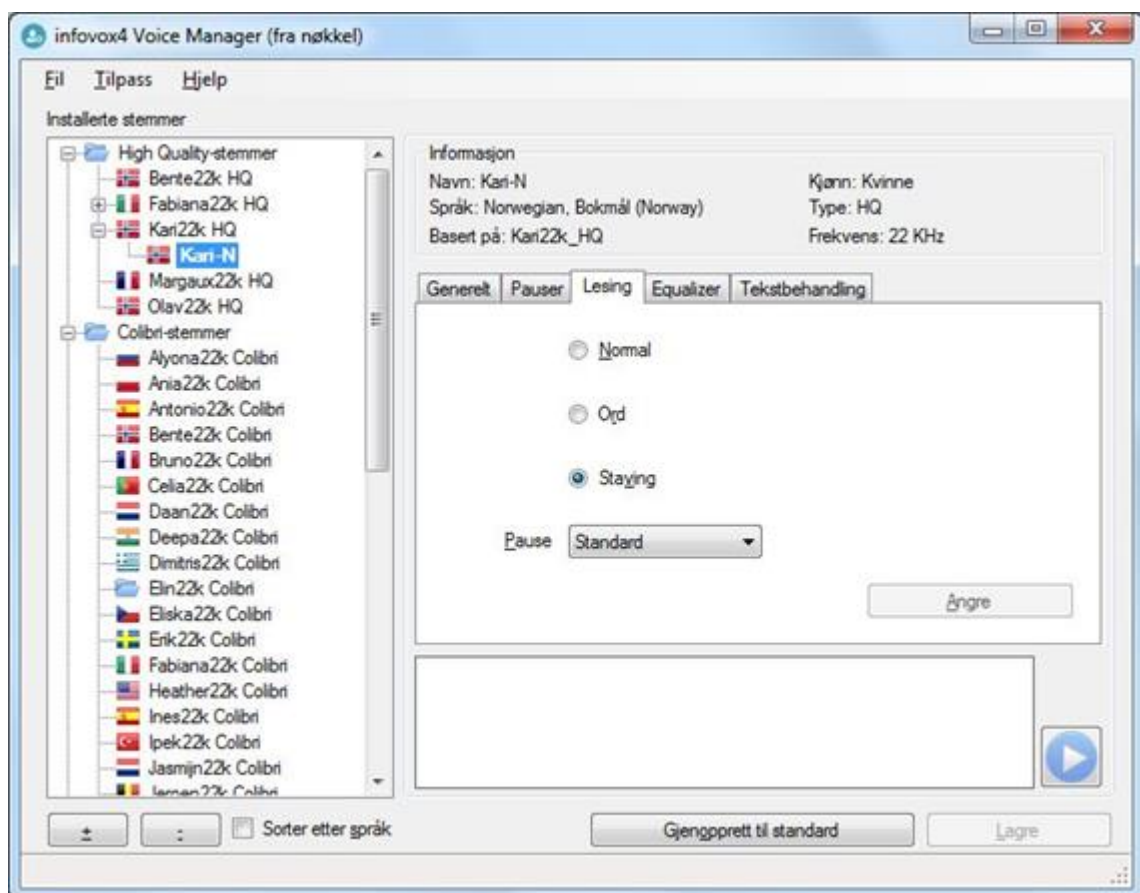 infovox4 Voice Manager (fra nøkkel)
Fil Tilpass Hjelp
Installerte stemmer
High Quality-stemmer
Bente22k HQ
Fabiana22k HQ
Kari22k HQ
Kari-N
Margaux22k HQ
Olav22k HQ
Colibri-stemmer
Alyona22k Colibri
Ania22k Colibri
Antonio22k Colibri
Bente22k Colibri
Bruno22k Colibri
Celia22k Colibri
Daan22k Colibri
Deepa22k Colibri
Dimitris22k Colibri
Elin22k Colibri
Eliska22k Colibri
Erik22k Colibri
Fabiana22k Colibri
Heather22k Colibri
Ines22k Colibri
Ipek22k Colibri
Jasmijn22k Colibri
Jeroen22k Colibri
± - Sorter etter språk
Informasjon
Navn: Kari-N Kjønn: Kvinne
Språk: Norwegian, Bokmål (Norway) Type: HQ
Basert på: Kari22k_HQ Frekvens: 22 KHz
Generelt Pauser Lesing Equalizer Tekstbehandling
Normal
Ord
Staving
Pause Standard
Angre
Gjenopprett til standard Lagre